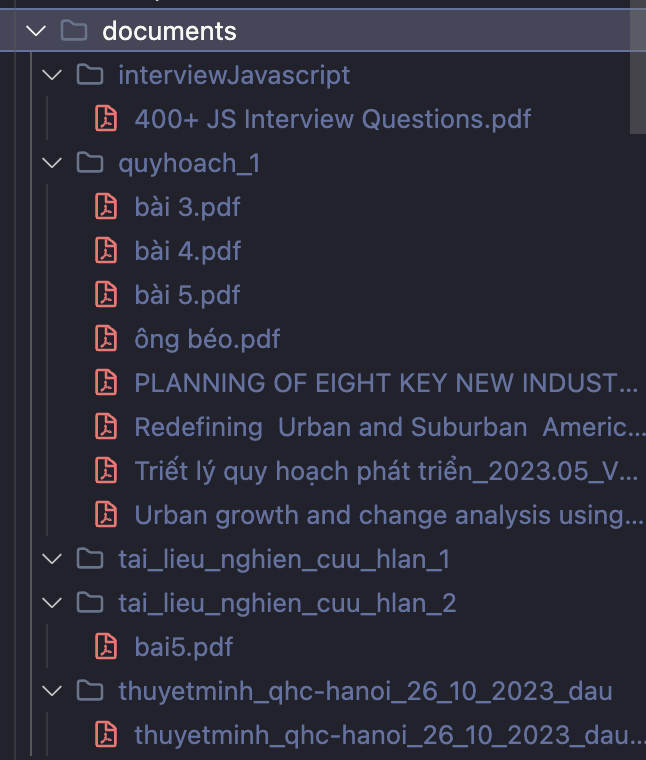 documents
interviewJavascript
400+ JS Interview Questions.pdf
quyhoach_1
bài 3.pdf
bài 4.pdf
bài 5.pdf
ông béo.pdf
PLANNING OF EIGHT KEY NEW INDUST...
Redefining  Urban and Suburban  Americ...
Triết lý quy hoạch phát triển_2023.05_V...
Urban growth and change analysis using...
tai_lieu_nghien_cuu_hlan_1
tai_lieu_nghien_cuu_hlan_2
bai5.pdf
thuyetminh_qhc-hanoi_26_10_2023_dau
thuyetminh_qhc-hanoi_26_10_2023_dau...